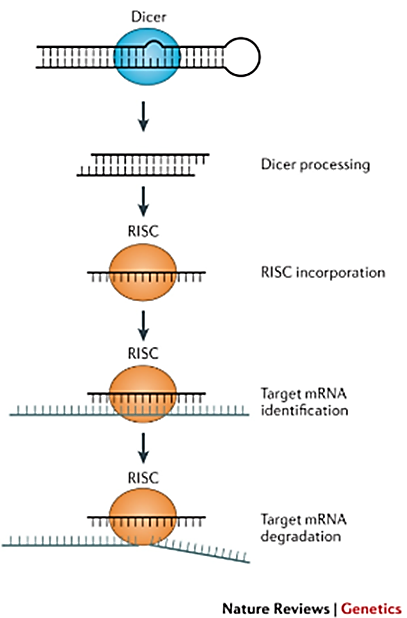 Dicer
Dicer processing
RISC
RISC incorporation
RISC
Target mRNA
identification
RISC
Target mRNA
degradation
Nature Reviews | Genetics